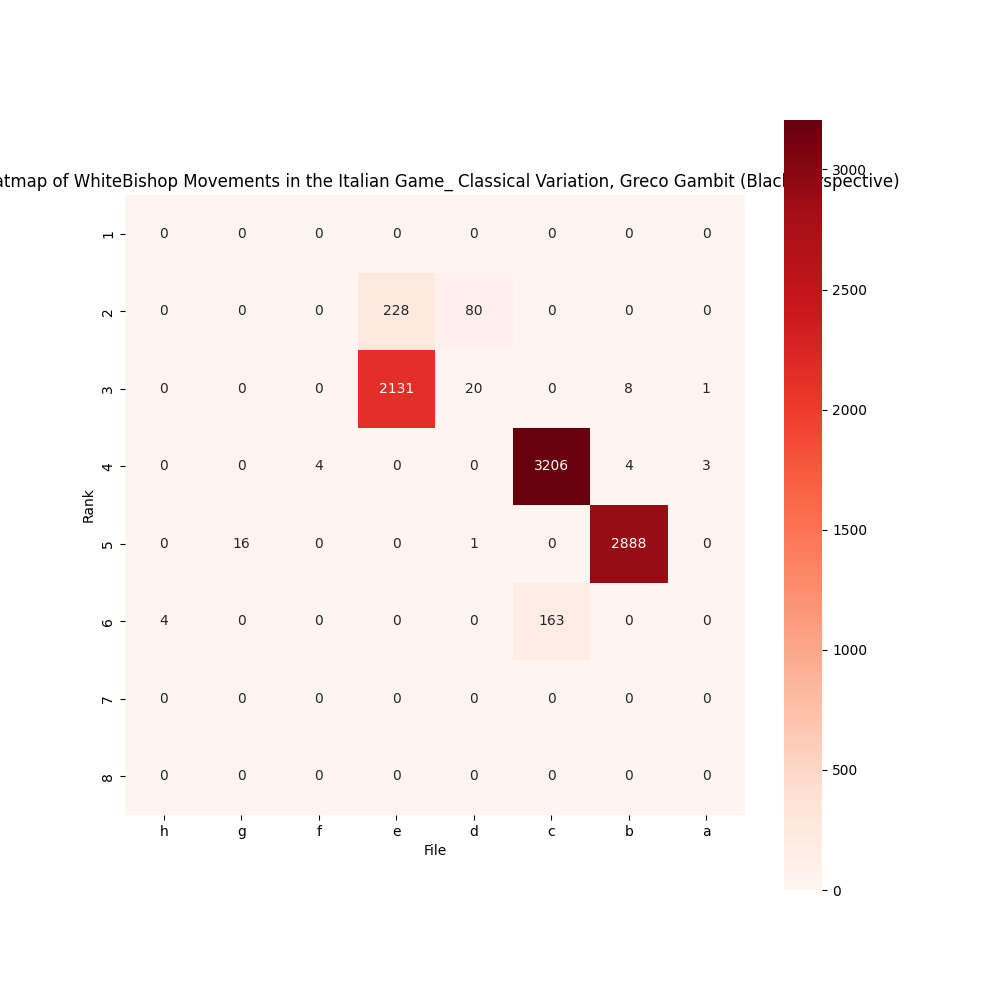 atmap of WhiteBishop Movements in the Italian Game_ Classical Variation, Greco Gambit (Blac rspective)
3000
1 0 0 0 0 0 0 0 0
2500
2 0 0 0 228 80 0 0 0
3 0 0 0 2131 20 0 8 1
2000
4 0 0 4 0 0 3206 4 3
Rank
1500
5 0 16 0 0 1 0 2888 0
6 4 0 0 0 0 163 0 0
1000
7 0 0 0 0 0 0 0 0
8 0 0 0 0 0 0 0 0
500
h g f e d c b a
File
0